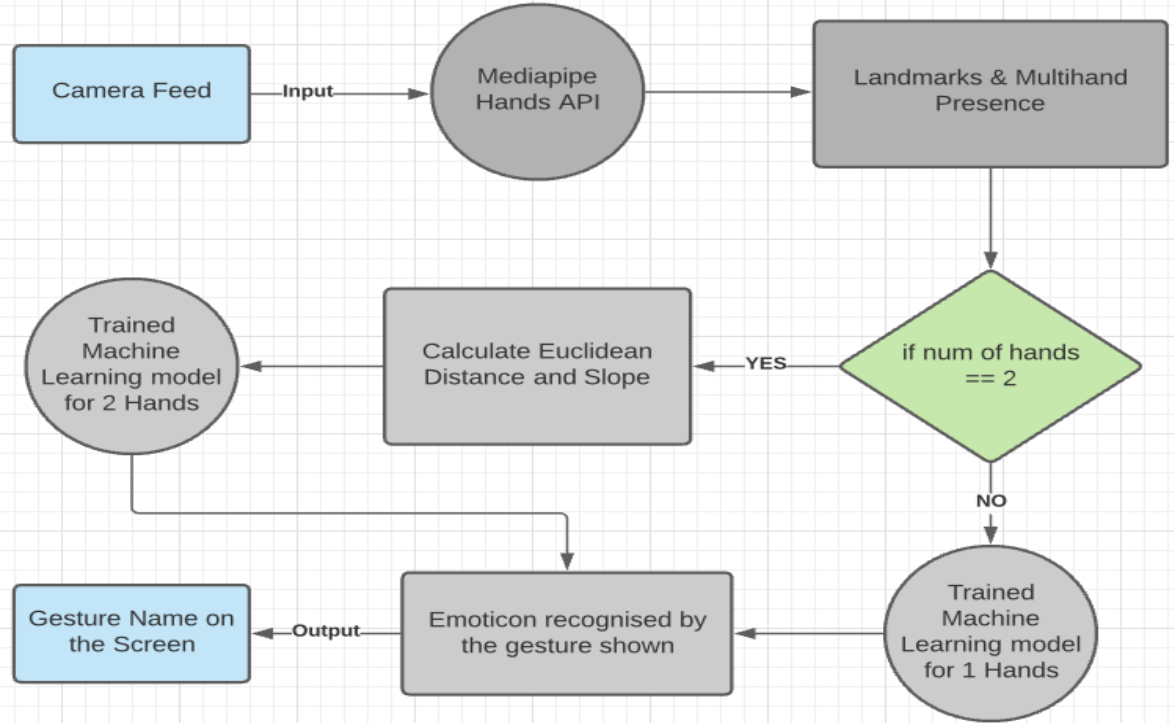 Camera Feed
Input
Mediapipe
Hands API
Landmarks & Multihand
Presence
if num of hands
== 2
YES
Calculate Euclidean
Distance and Slope
Trained
Machine
Learning model
for 2 Hands
NO
Trained
Machine
Learning model
for 1 Hands
Emoticon recognised by
the gesture shown
Output
Gesture Name on
the Screen